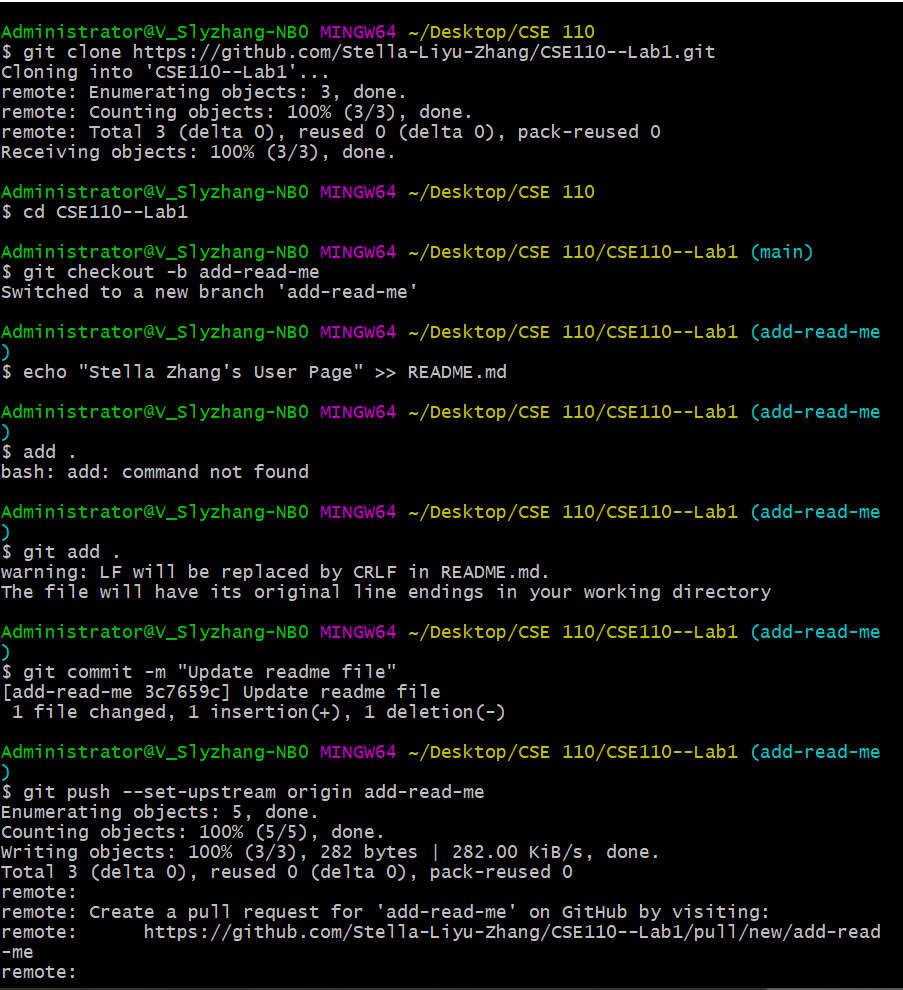 Administrator@V_Slyzhang-NB0 MINGW64 ~/Desktop/CSE 110
$ git clone https://github.com/Stella-Liyu-Zhang/CSE110--Lab1.git
Cloning into 'CSE110--Lab1'...
remote: Enumerating objects: 3, done.
remote: Counting objects: 100% (3/3), done.
remote: Total 3 (delta 0), reused 0 (delta 0), pack-reused 0
Receiving objects: 100% (3/3), done.
Administrator@V_Slyzhang-NB0 MINGW64 ~/Desktop/CSE 110
$ cd CSE110--Lab1
Administrator@V_Slyzhang-NB0 MINGW64 ~/Desktop/CSE 110/CSE110--Lab1 (main)
$ git checkout -b add-read-me
Switched to a new branch 'add-read-me'
Administrator@V_Slyzhang-NB0 MINGW64 ~/Desktop/CSE 110/CSE110--Lab1 (add-read-me
)
$ echo "Stella Zhang's User Page" >> README.md
Administrator@V_Slyzhang-NB0 MINGW64 ~/Desktop/CSE 110/CSE110--Lab1 (add-read-me
)
$ add .
bash: add: command not found
Administrator@V_Slyzhang-NB0 MINGW64 ~/Desktop/CSE 110/CSE110--Lab1 (add-read-me
)
$ git add .
warning: LF will be replaced by CRLF in README.md.
The file will have its original line endings in your working directory
Administrator@V_Slyzhang-NB0 MINGW64 ~/Desktop/CSE 110/CSE110--Lab1 (add-read-me
)
$ git commit -m "Update readme file"
[add-read-me 3c7659c] Update readme file
1 file changed, 1 insertion(+), 1 deletion(-)
Administrator@V_Slyzhang-NB0 MINGW64 ~/Desktop/CSE 110/CSE110--Lab1 (add-read-me
)
$ git push --set-upstream origin add-read-me
Enumerating objects: 5, done.
Counting objects: 100% (5/5), done.
Writing objects: 100% (3/3), 282 bytes | 282.00 KiB/s, done.
Total 3 (delta 0), reused 0 (delta 0), pack-reused 0
remote:
remote: Create a pull request for 'add-read-me' on GitHub by visiting:
remote:      https://github.com/Stella-Liyu-Zhang/CSE110--Lab1/pull/new/add-read
-me
remote: